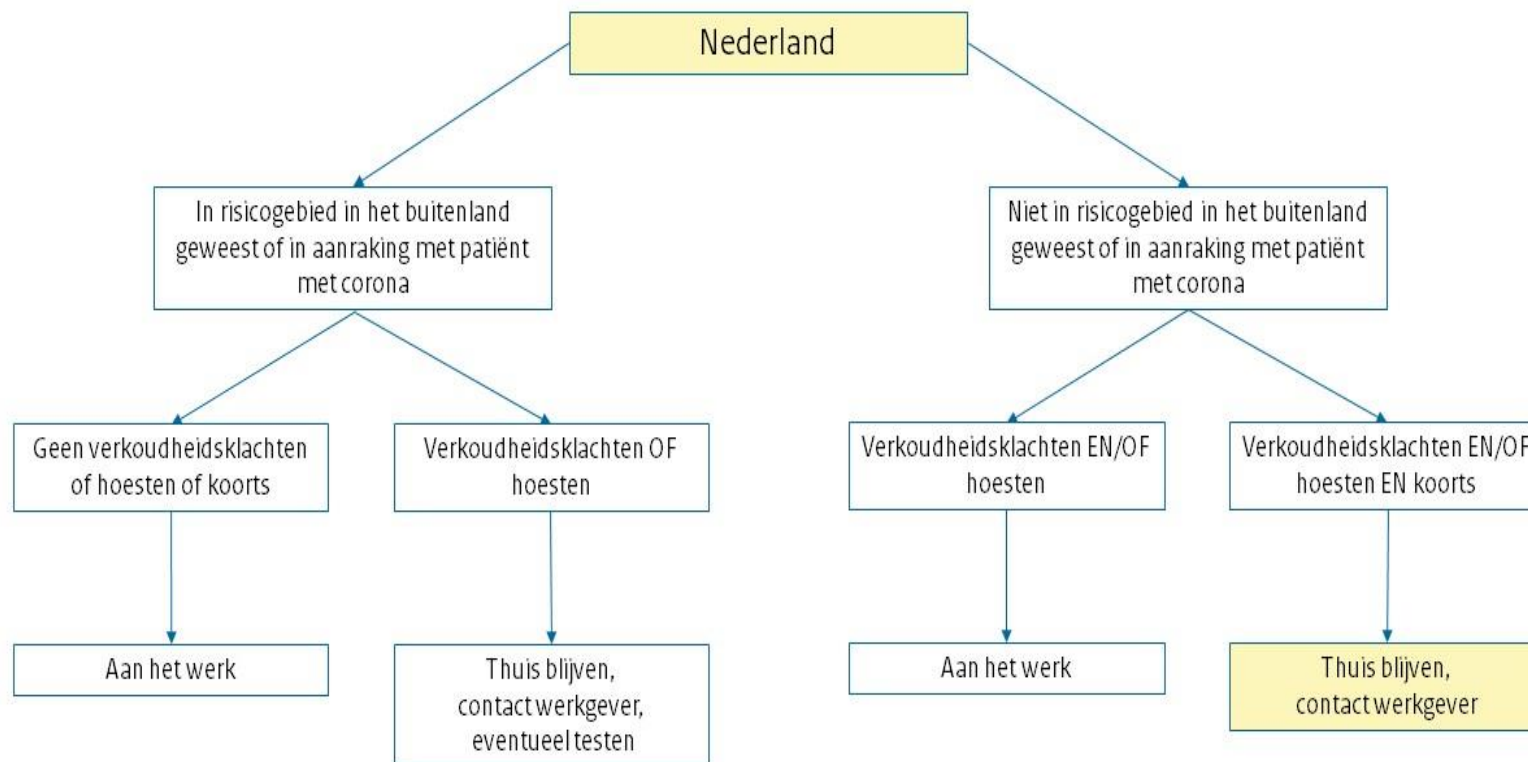 Nederland
In risicogebied in het buitenland
geweest of in aanraking met patiënt
met corona
Niet in risicogebied in het buitenland
geweest of in aanraking met patiënt
met corona
Geen verkoudheidsklachten
of hoesten of koorts
Verkoudheidsklachten OF
hoesten
Verkoudheidsklachten EN/OF
hoesten
Verkoudheidsklachten EN/OF
hoesten EN koorts
Aan het werk
Thuis blijven,
contact werkgever,
eventueel testen
Aan het werk
Thuis blijven,
contact werkgever